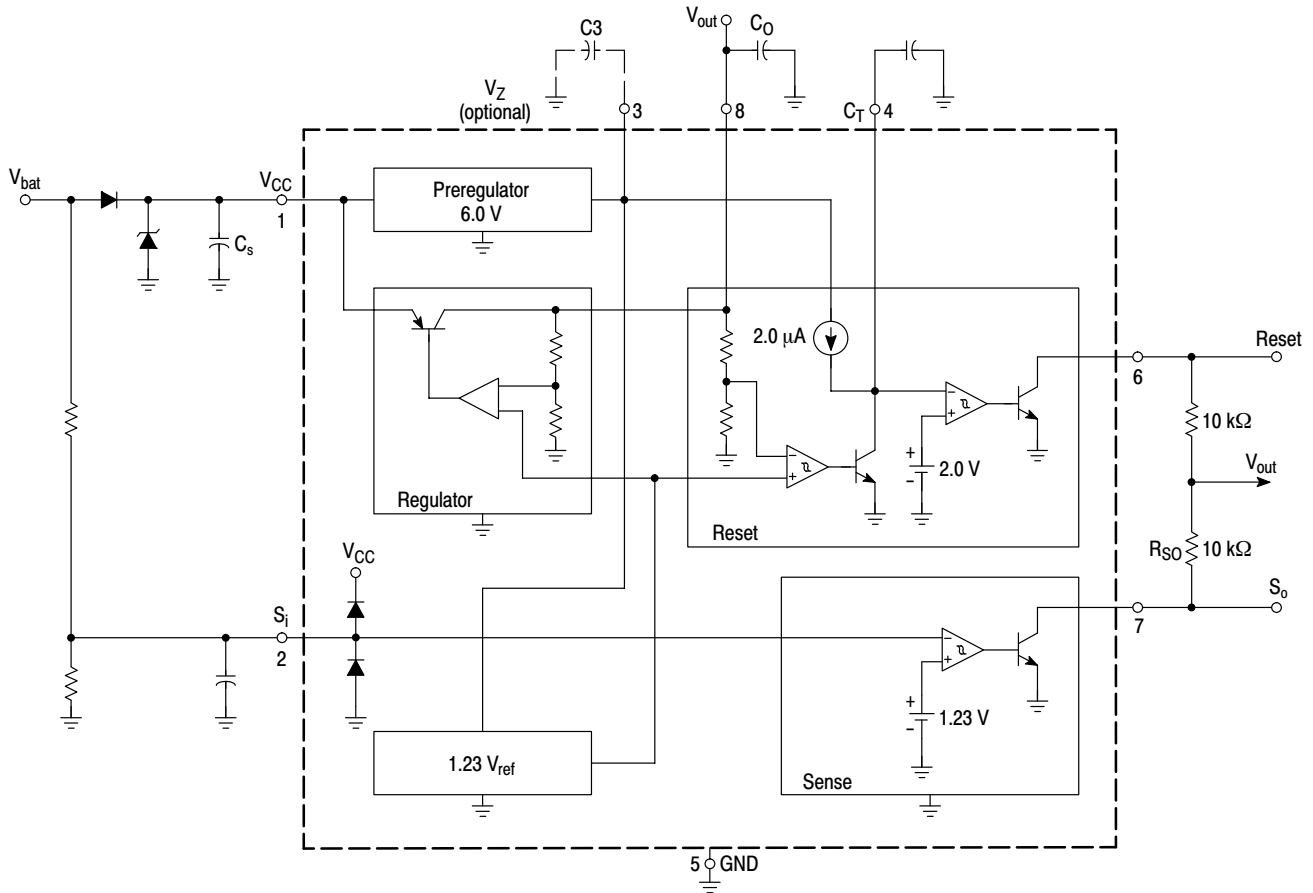 C3
Vout
CO
VZ
(optional)
3
8
CT
4
Vbat
VCC
1
Preregulator
6.0 V
Cs
2.0 μA
Reset
6
10 kΩ
−
+
−
+
+
−
2.0 V
Vout
Regulator
Reset
RSO
10 kΩ
VCC
Si
2
7
So
−
+
+
−
1.23 V
1.23 Vref
Sense
5
GND